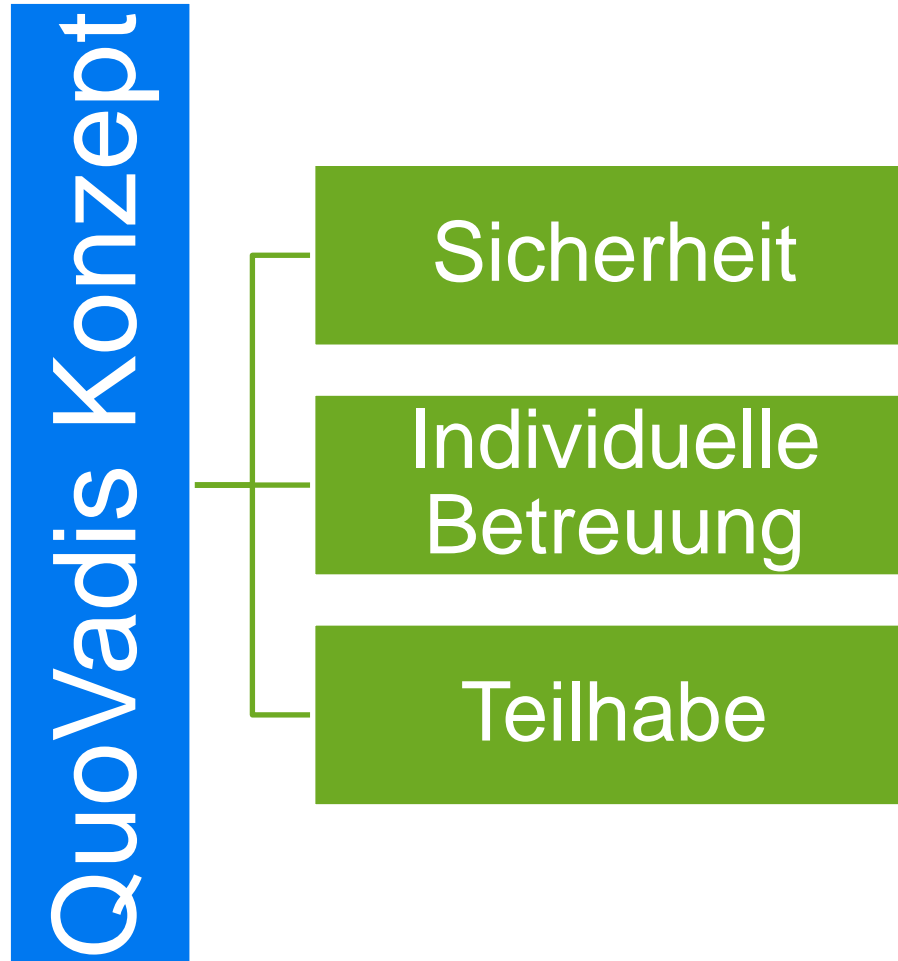 QuoVadis Konzept
Sicherheit
Individuelle
Betreuung
Teilhabe